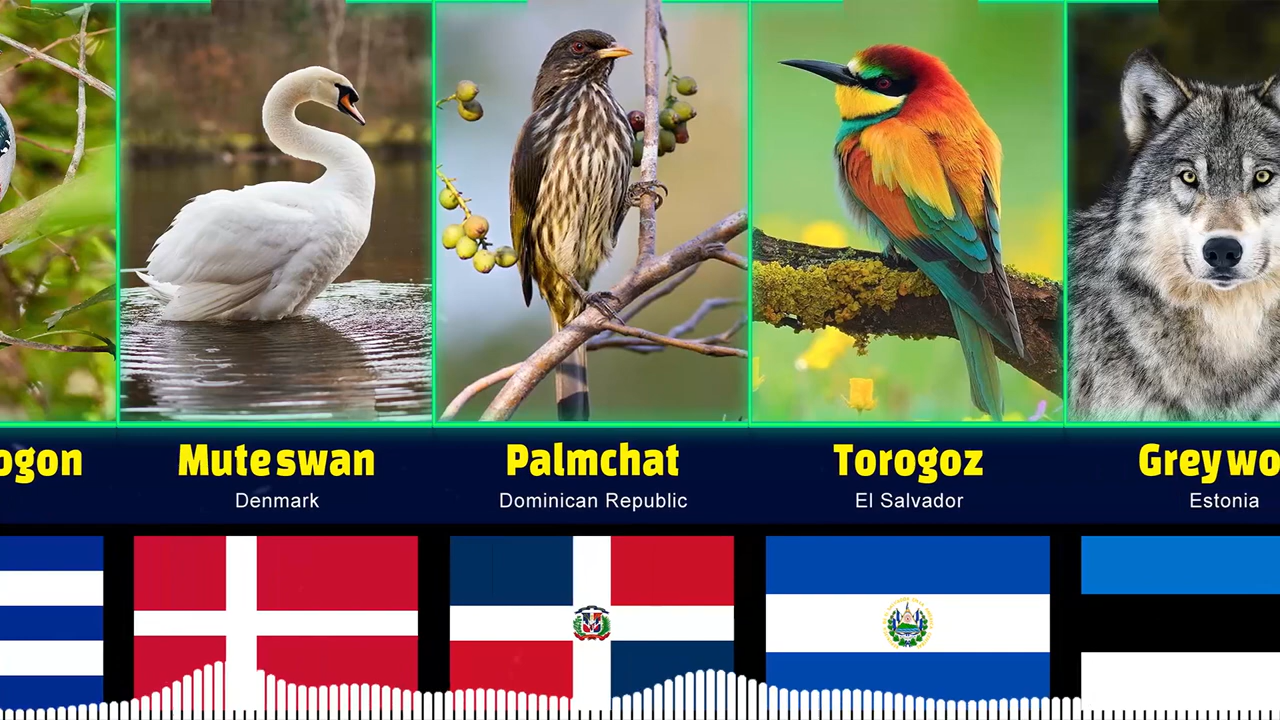 ogon
Mute swan
Denmark
Palmchat
Dominican Republic
Torogoz
El Salvador
Grey wo
Estonia